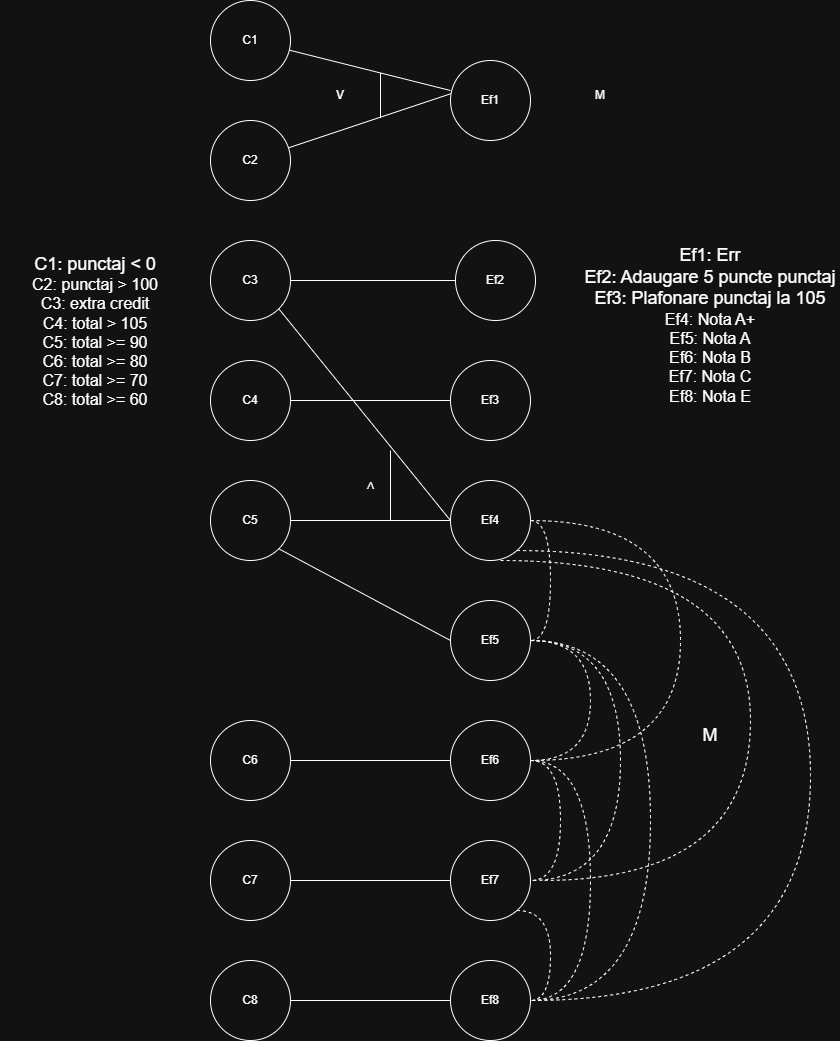 C1
V
Ef1
M
C2
C1: punctaj < 0
C2: punctaj > 100
C3: extra credit
C4: total > 105
C5: total >= 90
C6: total >= 80
C7: total >= 70
C8: total >= 60
C3
Ef2
Ef1: Err
Ef2: Adaugare 5 puncte punctaj
Ef3: Plafonare punctaj la 105
Ef4: Nota A+
Ef5: Nota A
Ef6: Nota B
Ef7: Nota C
Ef8: Nota E
C4
Ef3
^
C5
Ef4
Ef5
M
C6
Ef6
C7
Ef7
C8
Ef8